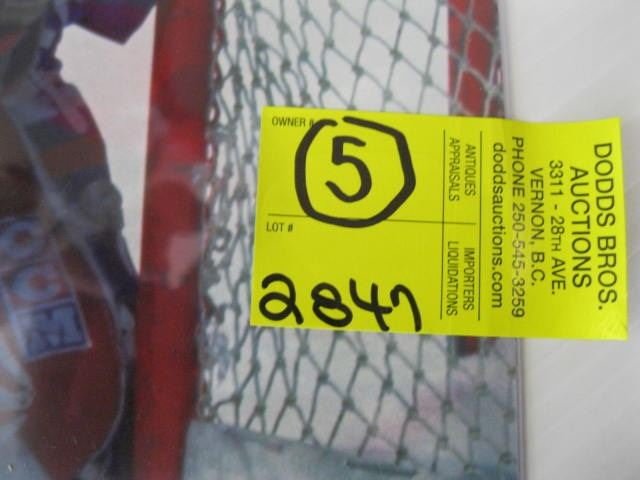 OWNER #
5
LOT #
2847
ANTIQUES IMPORTERS
APPRAISALS LIQUIDATIONS
DODDS BROS.
AUCTIONS
3311 - 28TH AVE.
VERNON, B.C.
PHONE 250-545-3259
doddsauctions.com
CCM